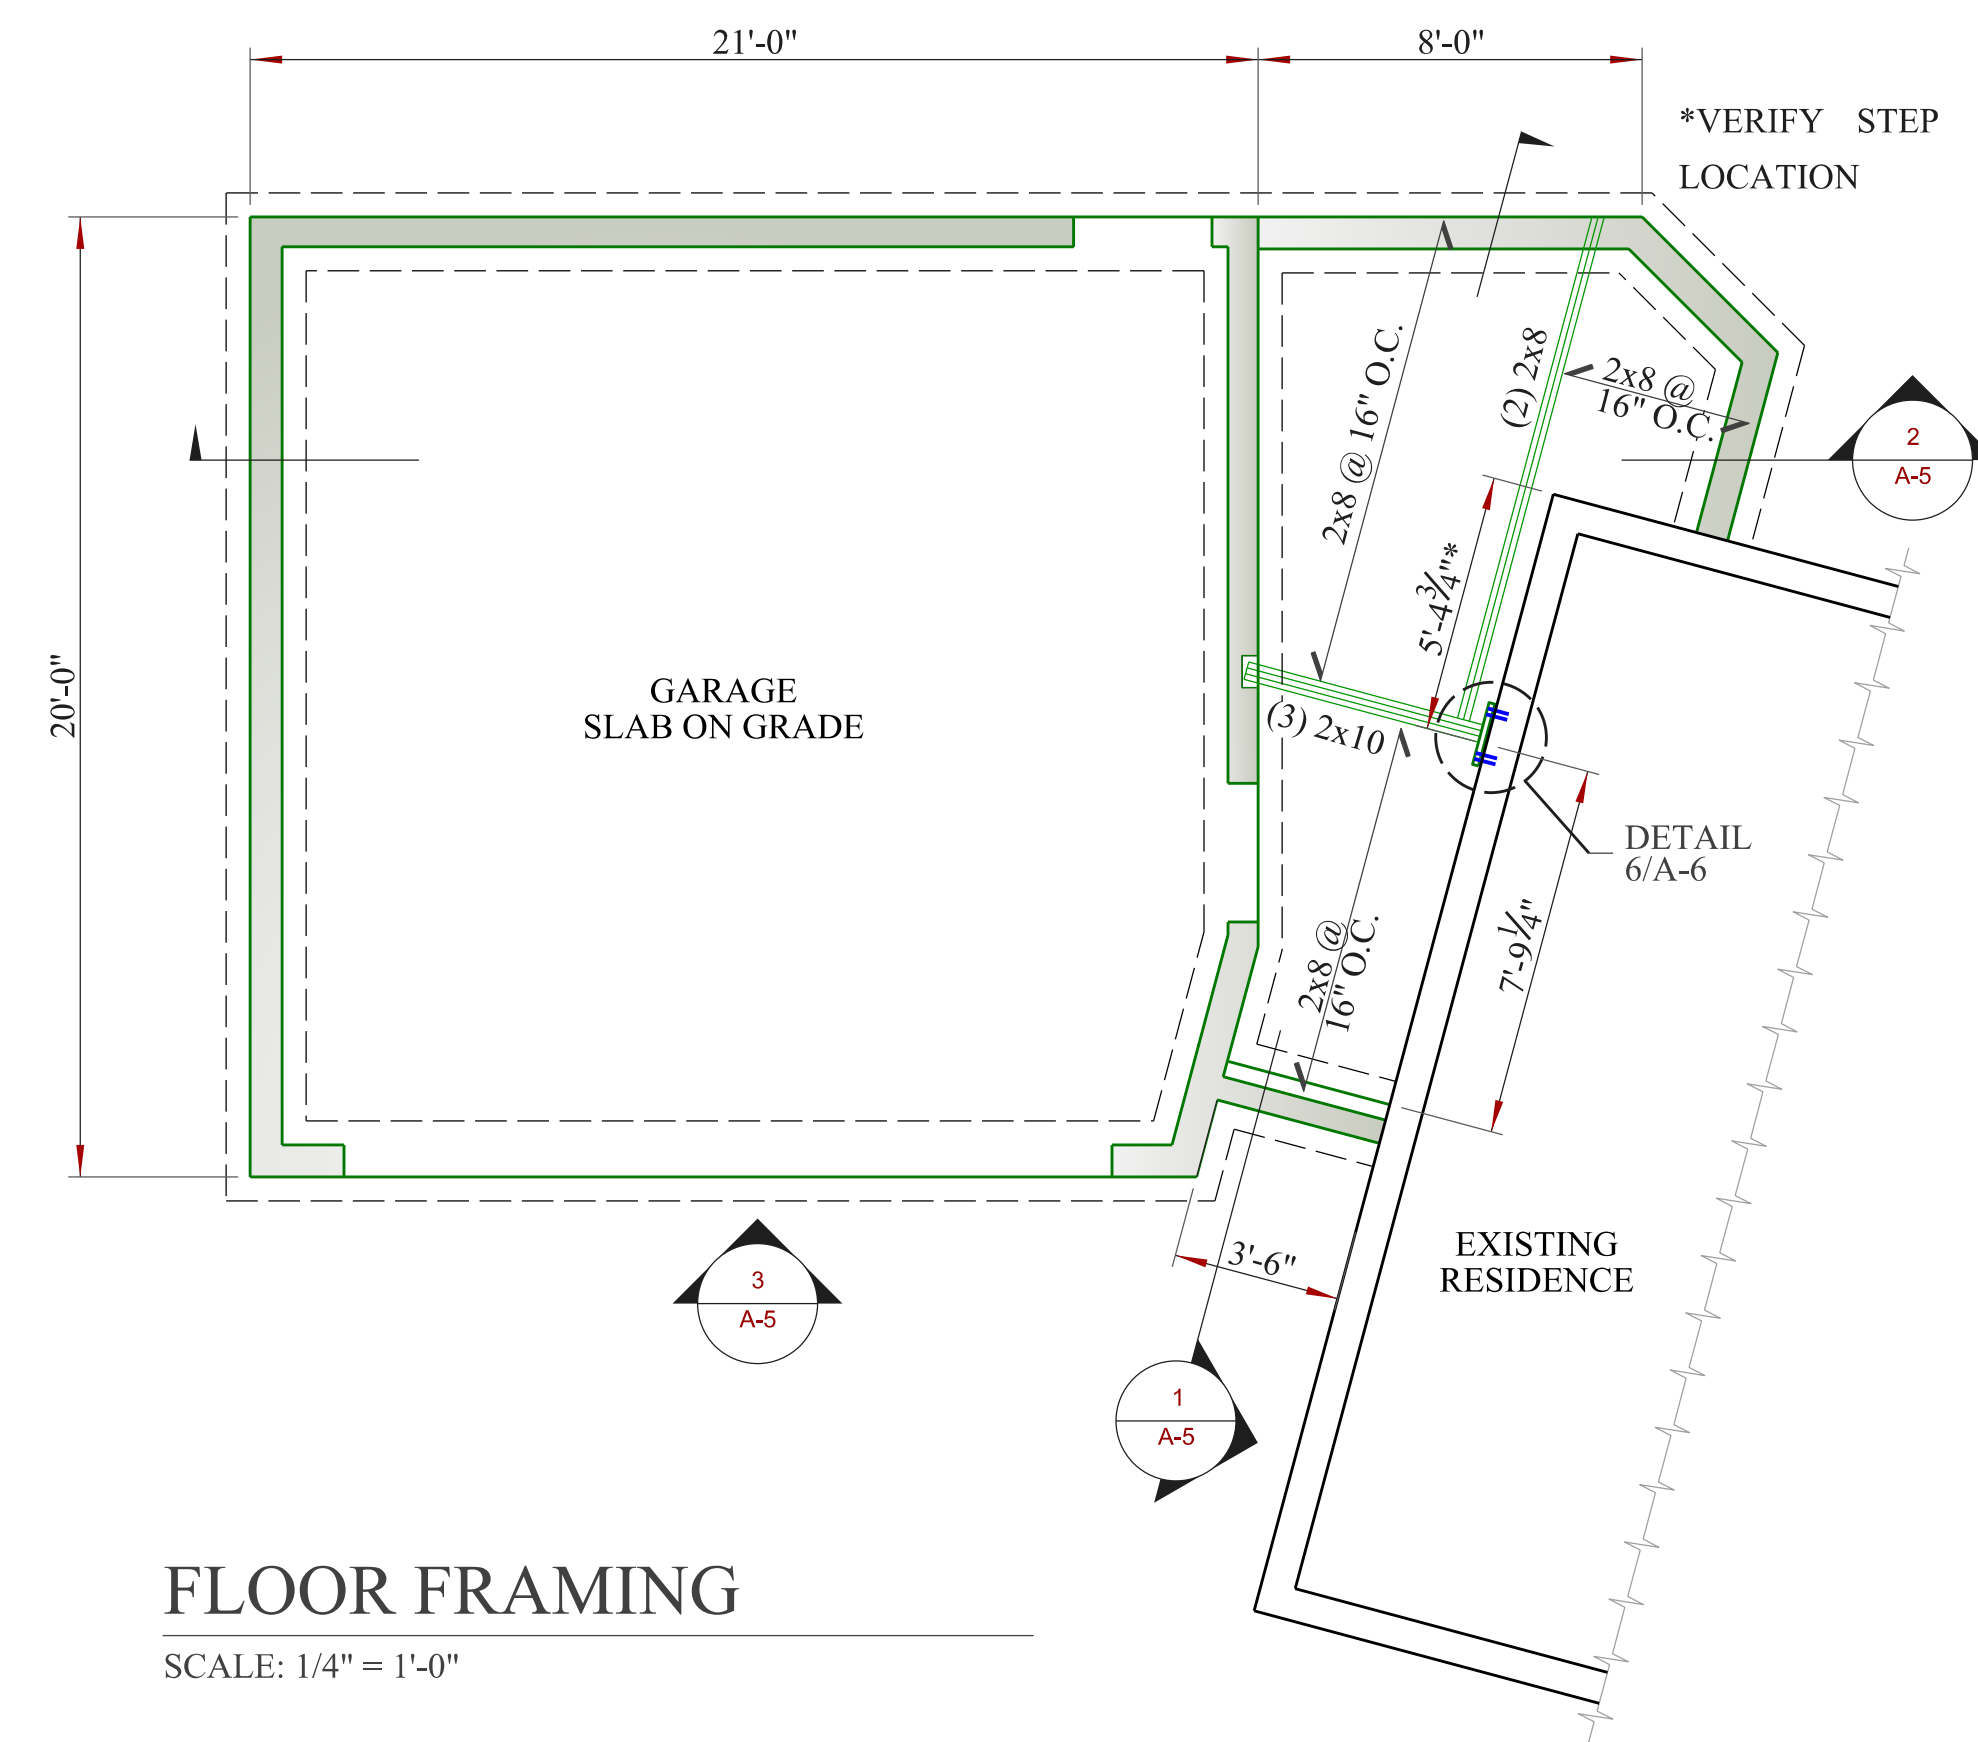 21'-0"
8'-0"
*VERIFY STEP
LOCATION
20'-0"
2x8 @ 16" O.C.
(2) 2x8
2x8 @
16" O.C.
2
A-5
5'-4¾"*
GARAGE
SLAB ON GRADE
(3) 2x10
DETAIL
6/A-6
7'-9¼"
2x8 @
16" O.C.
3'-6"
EXISTING
RESIDENCE
3
A-5
1
A-5
FLOOR FRAMING
SCALE: 1/4" = 1'-0"